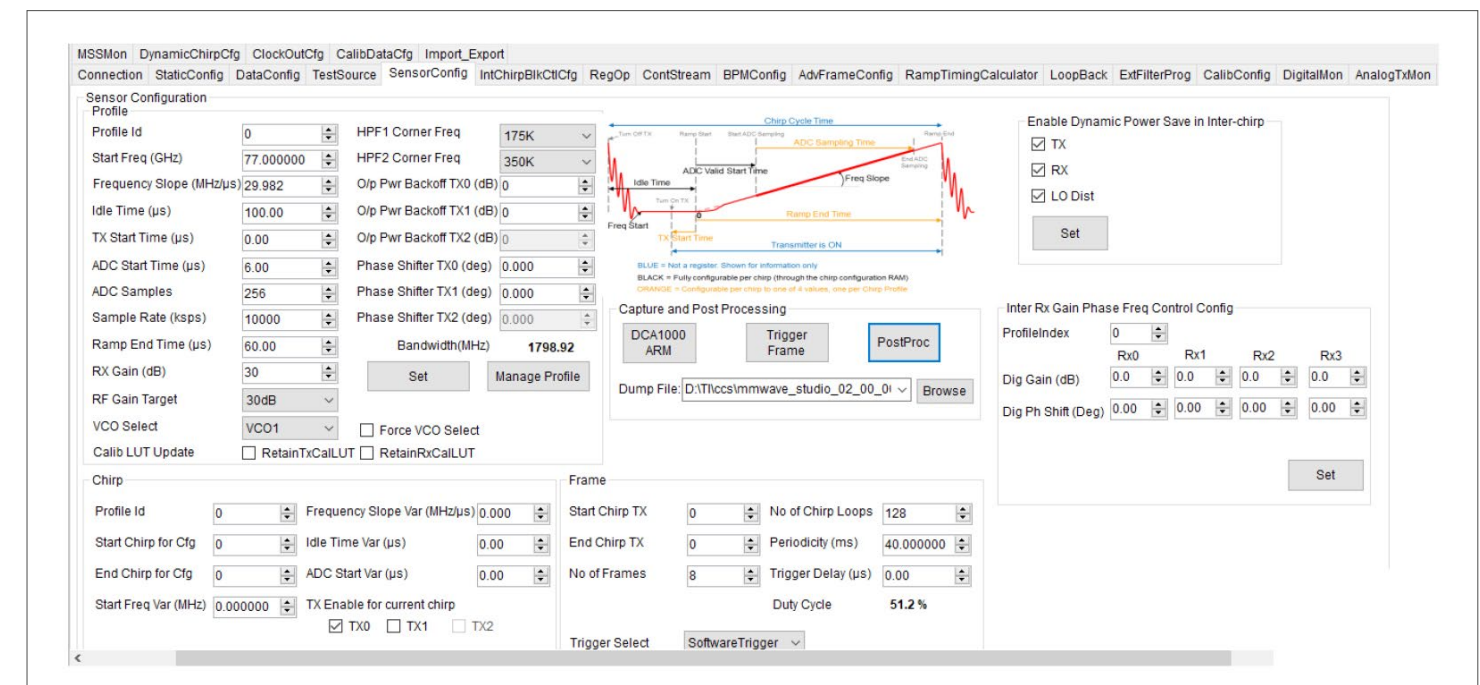 MSSMon DynamicChirpCfg ClockOutCfg CalibDataCfg Import_Export
Connection StaticConfig DataConfig TestSource SensorConfig IntChirpBlkCtlCfg RegOp ContStream BPMConfig AdvFrameConfig RampTimingCalculator LoopBack ExtFilterProg CalibConfig DigitalMon AnalogTxMon
Sensor Configuration
Profile
Profile Id 0 HPF1 Corner Freq 175K
Start Freq (GHz) 77.000000 HPF2 Corner Freq 350K
Frequency Slope (MHz/µs) 29.982 O/p Pwr Backoff TX0 (dB) 0
Idle Time (µs) 100.00 O/p Pwr Backoff TX1 (dB) 0
TX Start Time (µs) 0.00 O/p Pwr Backoff TX2 (dB) 0
ADC Start Time (µs) 6.00 Phase Shifter TX0 (deg) 0.000
ADC Samples 256 Phase Shifter TX1 (deg) 0.000
Sample Rate (ksps) 10000 Phase Shifter TX2 (deg) 0.000
Ramp End Time (µs) 60.00 Bandwidth(MHz) 1798.92
RX Gain (dB) 30 Set Manage Profile
RF Gain Target 30dB
VCO Select VCO1 Force VCO Select
Calib LUT Update RetainTxCalLUT RetainRxCalLUT
Chirp Cycle Time
Turn Off TX Ramp Start Start ADC Sampling Ramp End
ADC Sampling Time
End ADC
Sampling
ADC Valid Start Time
Idle Time
Freq Slope
Turn On TX
0
Ramp End Time
Freq Start
TX Start Time
Transmitter is ON
BLUE = Not a register. Shown for information only
BLACK = Fully configurable per chirp (through the chirp configuration RAM)
ORANGE = Configurable per chirp to one of 4 values, one per Chirp Profile
Enable Dynamic Power Save in Inter-chirp
TX
RX
LO Dist
Set
Capture and Post Processing
DCA1000
ARM
Trigger
Frame
PostProc
Dump File: D:\TI\ccs\mmwave_studio_02_00_0 Browse
Inter Rx Gain Phase Freq Control Config
ProfileIndex 0
Rx0 Rx1 Rx2 Rx3
Dig Gain (dB) 0.0 0.0 0.0 0.0
Dig Ph Shift (Deg) 0.00 0.00 0.00 0.00
Set
Chirp
Profile Id 0 Frequency Slope Var (MHz/µs) 0.000
Start Chirp for Cfg 0 Idle Time Var (µs) 0.00
End Chirp for Cfg 0 ADC Start Var (µs) 0.00
Start Freq Var (MHz) 0.000000 TX Enable for current chirp
TX0 TX1 TX2
Frame
Start Chirp TX 0 No of Chirp Loops 128
End Chirp TX 0 Periodicity (ms) 40.000000
No of Frames 8 Trigger Delay (µs) 0.00
Duty Cycle 51.2 %
Trigger Select SoftwareTrigger